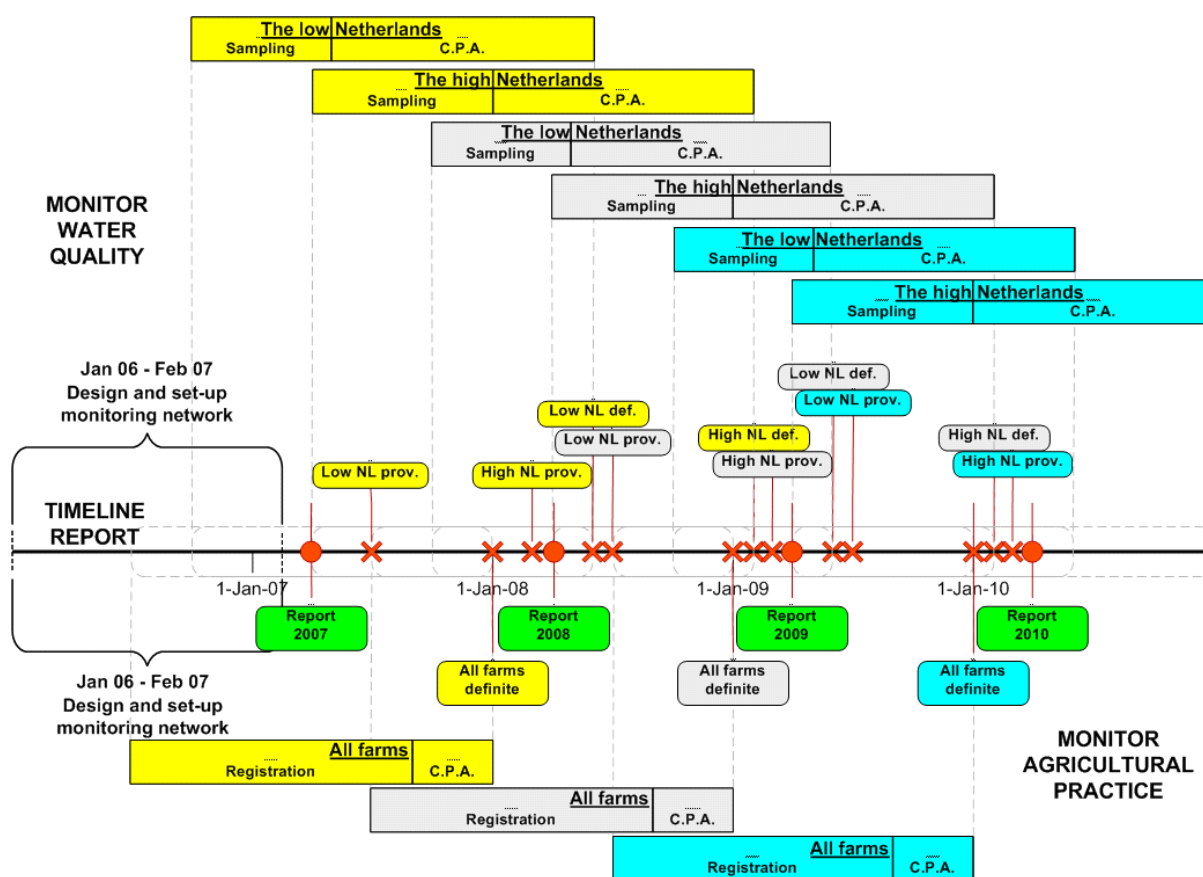 The low Netherlands
Sampling C.P.A.
The high Netherlands
Sampling C.P.A.
The low Netherlands
Sampling C.P.A.
The high Netherlands
Sampling C.P.A.
The low Netherlands
Sampling C.P.A.
The high Netherlands
Sampling C.P.A.
MONITOR
WATER
QUALITY
Jan 06 - Feb 07
Design and set-up
monitoring network
Low NL def.
Low NL prov.
Low NL def.
Low NL prov.
High NL def.
High NL prov.
High NL def.
High NL prov.
Low NL prov.
High NL prov.
TIMELINE
REPORT
1-Jan-07 1-Jan-08 1-Jan-09 1-Jan-10
Report
2007
Report
2008
Report
2009
Report
2010
All farms
definite
All farms
definite
All farms
definite
Jan 06 - Feb 07
Design and set-up
monitoring network
MONITOR
AGRICULTURAL
PRACTICE
All farms
Registration C.P.A.
All farms
Registration C.P.A.
All farms
Registration C.P.A.